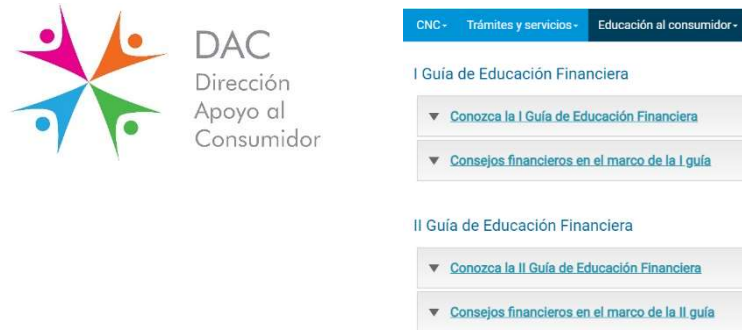 DAC
Dirección
Apoyo al
Consumidor
CNC Trámites y servicios Educación al consumidor
I Guía de Educación Financiera
Conozca la I Guía de Educación Financiera
Consejos financieros en el marco de la I guía
II Guía de Educación Financiera
Conozca la II Guía de Educación Financiera
Consejos financieros en el marco de la II guía